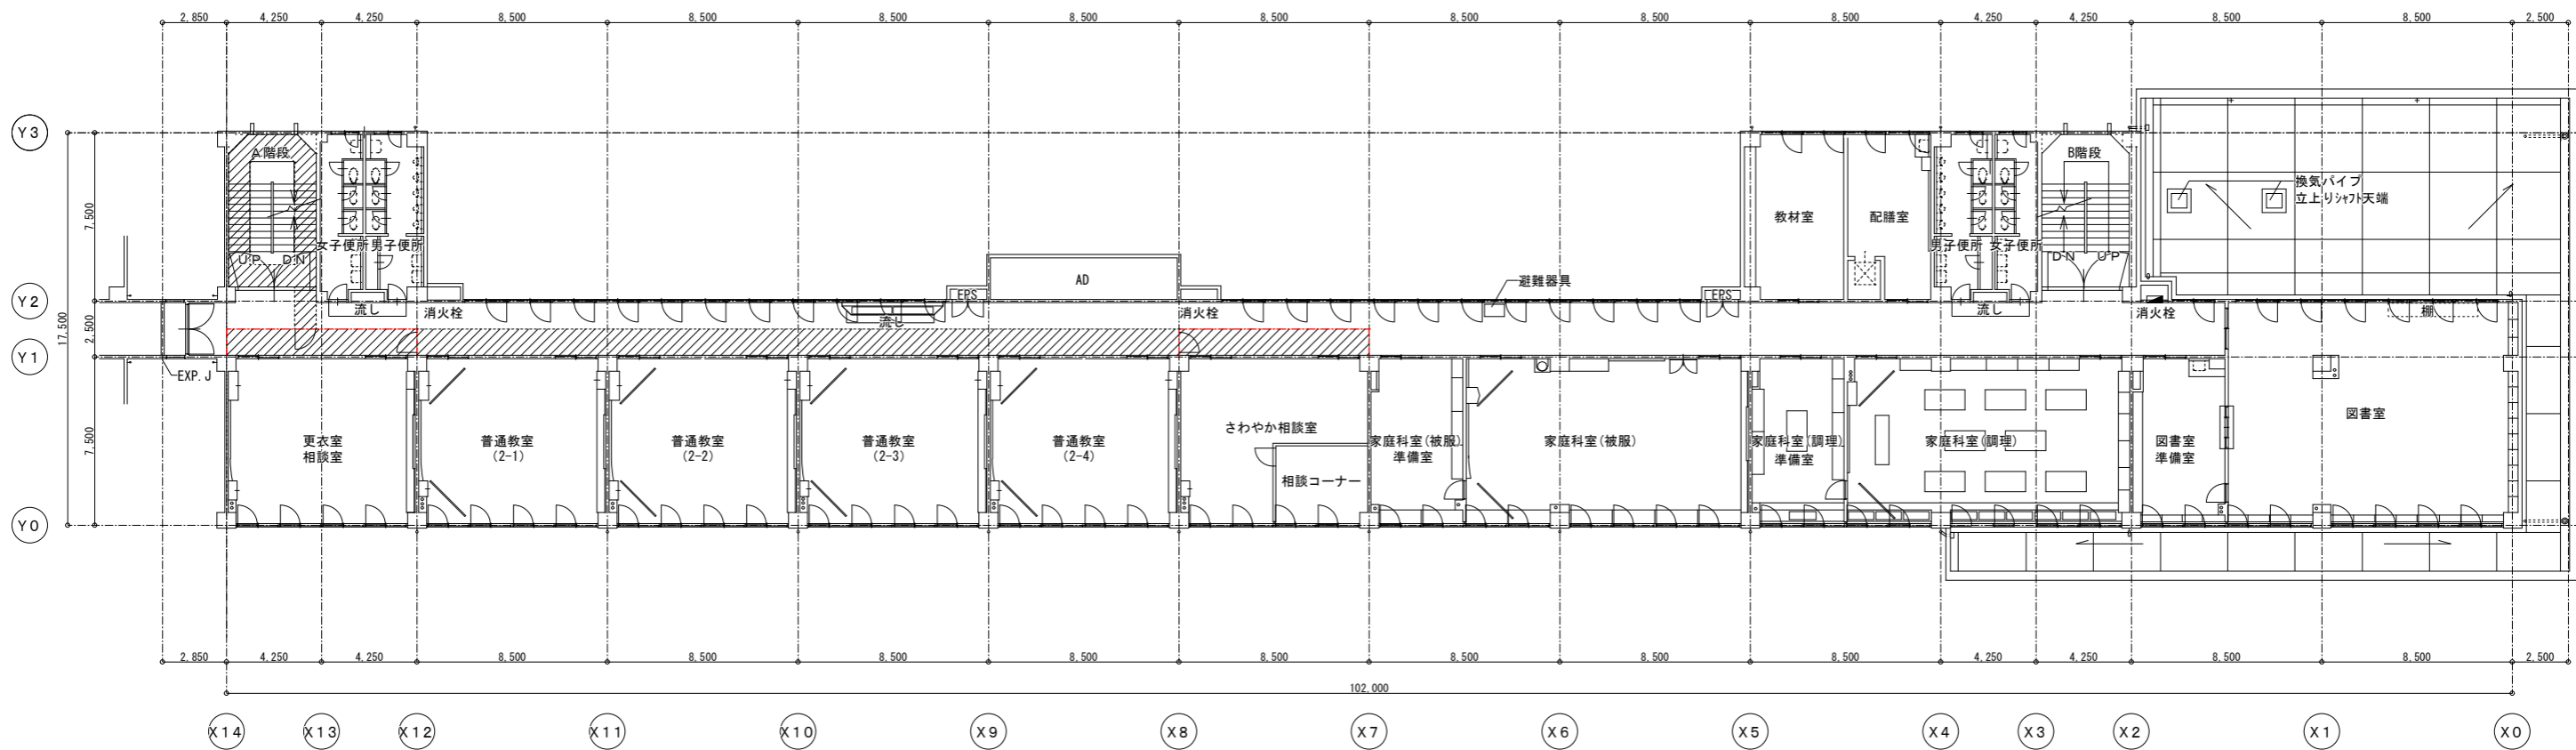 2,850 4,250 4,250 8,500 8,500 8,500 8,500 8,500 8,500 8,500 8,500 4,250 4,250 8,500 8,500 2,500
Y3
A階段
B階段
換気パイプ
立上りシャフト天端
7,500
教材室
配膳室
女子便所 男子便所
男子便所 女子便所
UP DN
DN UP
避難器具
AD
Y2
EPS
EPS
流し
消火栓
流し
消火栓
流し
消火栓
棚
17,500
2,500
Y1
EXP.J
7,500
更衣室
相談室
普通教室
(2-1)
普通教室
(2-2)
普通教室
(2-3)
普通教室
(2-4)
さわやか相談室
相談コーナー
家庭科室(被服)
準備室
家庭科室(被服)
家庭科室(調理)
準備室
家庭科室(調理)
図書室
準備室
図書室
Y0
2,850 4,250 4,250 8,500 8,500 8,500 8,500 8,500 8,500 8,500 8,500 4,250 4,250 8,500 8,500 2,500
102,000
X14 X13 X12 X11 X10 X9 X8 X7 X6 X5 X4 X3 X2 X1 X0